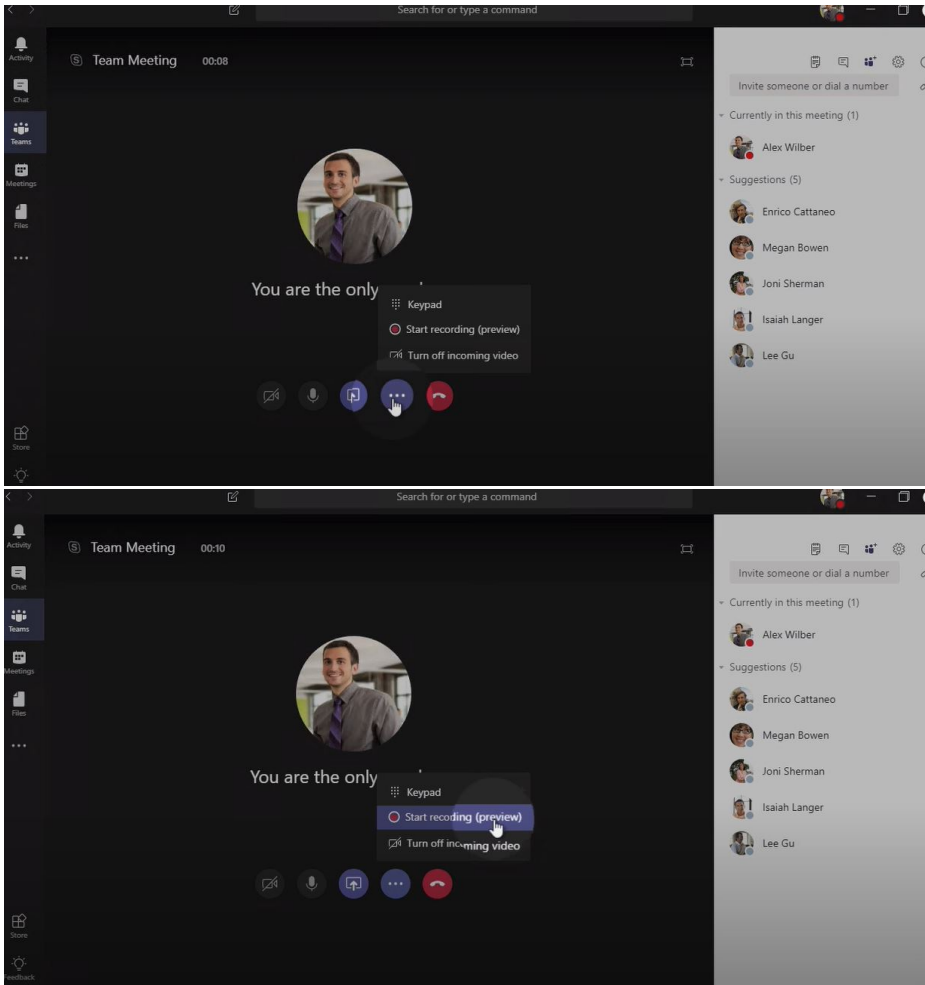 Search for or type a command
Activity
Team Meeting 00:08
Chat
Invite someone or dial a number
Currently in this meeting (1)
Teams
Alex Wilber
Meetings
Suggestions (5)
Files
Enrico Cattaneo
Megan Bowen
You are the only
Joni Sherman
Keypad
Start recording (preview)
Isaiah Langer
Turn off incoming video
Lee Gu
Store
Search for or type a command
Activity
Team Meeting 00:10
Chat
Invite someone or dial a number
Currently in this meeting (1)
Teams
Alex Wilber
Meetings
Suggestions (5)
Files
Enrico Cattaneo
Megan Bowen
You are the only
Joni Sherman
Keypad
Start recording (preview)
Isaiah Langer
Turn off incoming video
Lee Gu
Store
Feedback